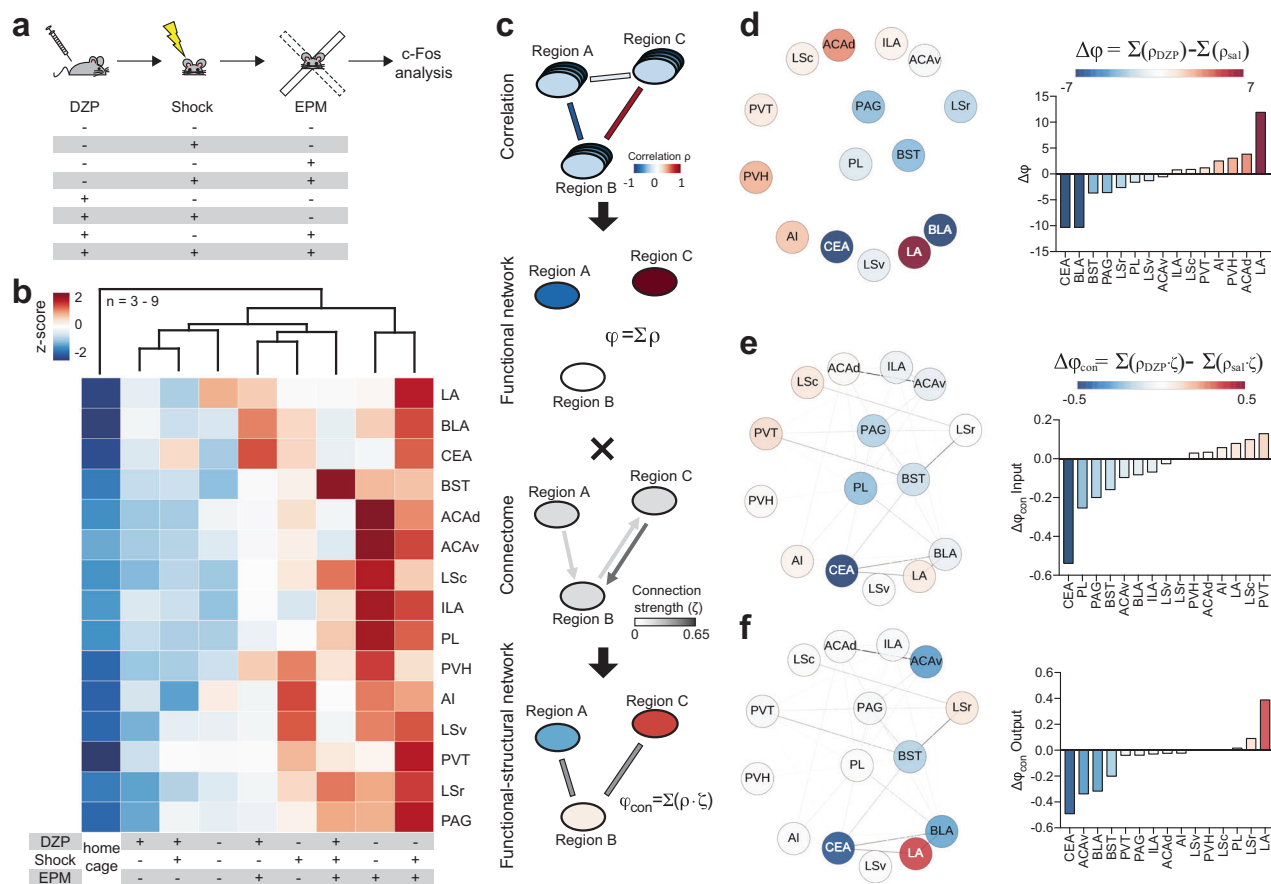 a
DZP
Shock
EPM
c-Fos
analysis
- - -
- + -
- - +
- + +
+ - -
+ + -
+ - +
+ + +
b
z-score
2
0
-2
n = 3 - 9
LA
BLA
CEA
BST
ACAd
ACAv
LSc
ILA
PL
PVH
AI
LSv
PVT
LSr
PAG
home
cage
DZP + + - + - + - -
Shock - + - - + + - +
EPM - - - + - + + +
c
Correlation
Region A
Region C
Region B
Correlation ρ
-1 0 1
Functional network
Region A
Region C
φ=Σρ
Region B
Connectome
Region A
Region C
Region B
Connection
strength (ζ)
0 0.65
Functional-structural network
Region A
Region C
Region B
φcon=Σ(ρ·ζ)
d
LSc
ACAd
ILA
ACAv
PVT
PAG
LSr
PL
BST
PVH
AI
CEA
LSv
LA
BLA
Δφ = Σ(ρDZP)-Σ(ρsal)
-7 7
Δφ
15
10
5
0
-5
-10
-15
CEA
BLA
BST
PAG
LSr
PL
LSv
ACAv
ILA
LSc
PVT
AI
PVH
ACAd
LA
e
LSc
ACAd
ILA
ACAv
PVT
PAG
LSr
PL
BST
PVH
AI
CEA
LSv
LA
BLA
Δφcon= Σ(ρDZP·ζ)- Σ(ρsal·ζ)
-0.5 0.5
Δφcon Input
0.2
0.0
-0.2
-0.4
-0.6
CEA
PL
PAG
BST
ACAv
BLA
ILA
LSv
LSr
PVH
ACAd
AI
LA
LSc
PVT
f
LSc
ACAd
ILA
ACAv
PVT
PAG
LSr
PL
BST
PVH
AI
CEA
LSv
LA
BLA
Δφcon Output
0.6
0.4
0.2
0.0
-0.2
-0.4
-0.6
CEA
ACAv
BLA
BST
PVT
PAG
ILA
ACAd
AI
LSv
PVH
LSc
PL
LSr
LA